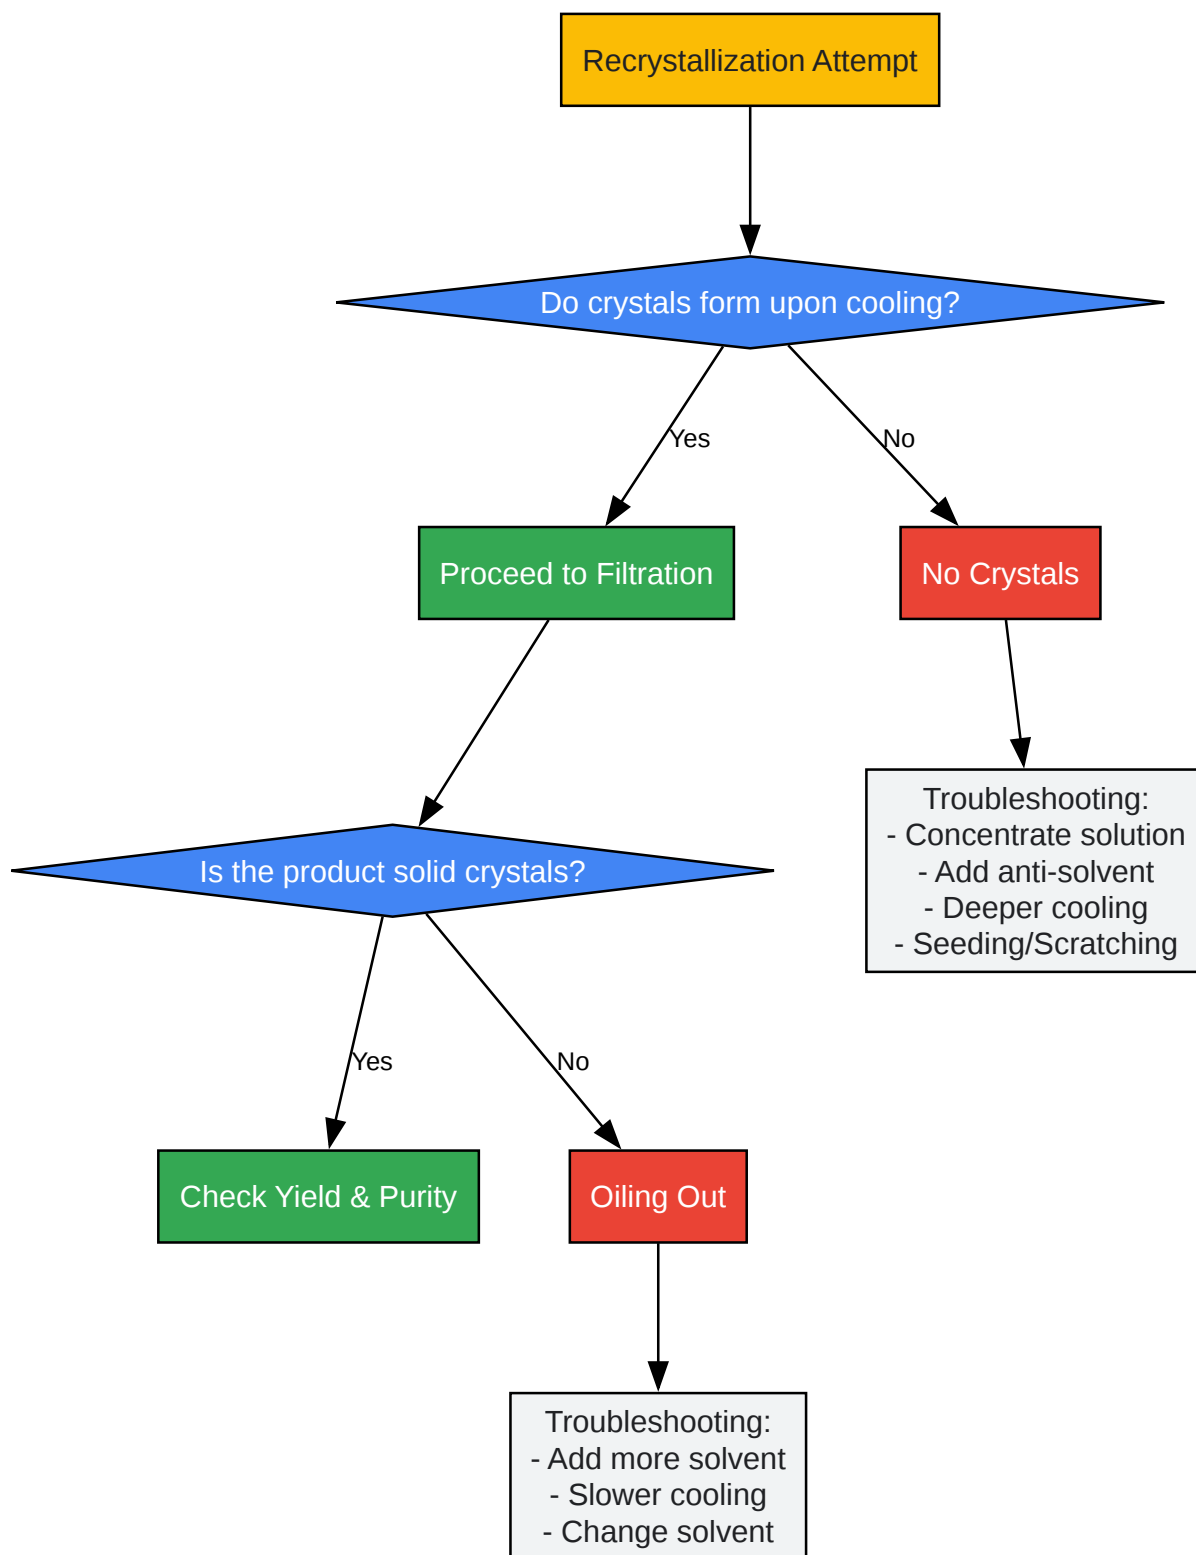 Recrystallization Attempt
Do crystals form upon cooling?
Yes
No
Proceed to Filtration
No Crystals
Troubleshooting:
- Concentrate solution
- Add anti-solvent
- Deeper cooling
- Seeding/Scratching
Is the product solid crystals?
Yes
No
Check Yield & Purity
Oiling Out
Troubleshooting:
- Add more solvent
- Slower cooling
- Change solvent